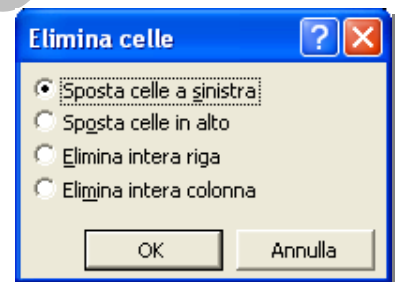 Elimina celle
Sposta celle a sinistra
Sposta celle in alto
Elimina intera riga
Elimina intera colonna
OK Annulla